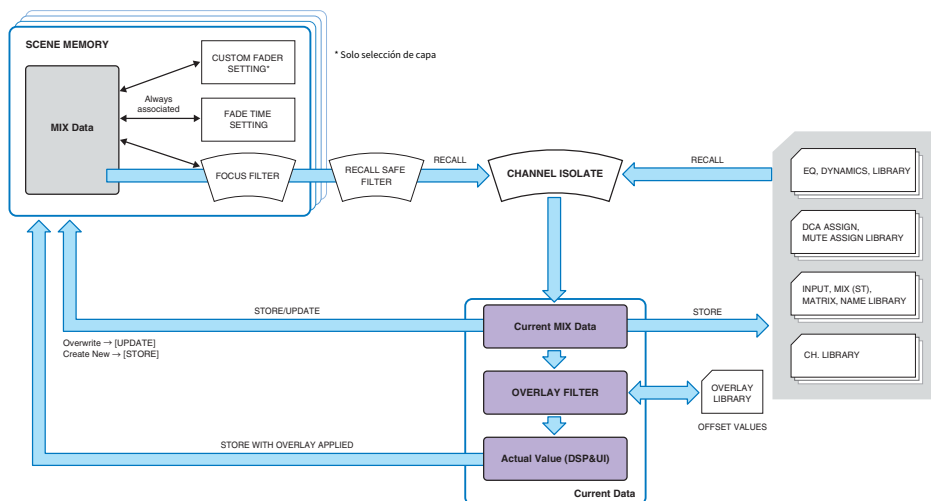 SCENE MEMORY
CUSTOM FADER
SETTING*
* Solo selección de capa
Always
associated
FADE TIME
SETTING
MIX Data
FOCUS FILTER
RECALL SAFE
FILTER
RECALL
CHANNEL ISOLATE
RECALL
EQ, DYNAMICS, LIBRARY
DCA ASSIGN,
MUTE ASSIGN LIBRARY
INPUT, MIX (ST),
MATRIX, NAME LIBRARY
CH. LIBRARY
STORE/UPDATE
Overwrite → [UPDATE]
Create New → [STORE]
Current MIX Data
STORE
OVERLAY FILTER
OVERLAY
LIBRARY
OFFSET VALUES
STORE WITH OVERLAY APPLIED
Actual Value (DSP&UI)
Current Data